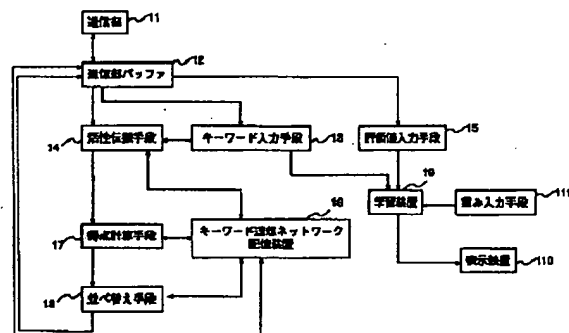 通信部 11
通信部バッファ 12
活性伝搬手段 14
キーワード入力手段 13
評価値入力手段 15
学習装置 19
重み入力手段 111
得点計算手段 17
キーワード連想ネットワーク
記憶装置 16
表示装置 110
並べ替え手段 18